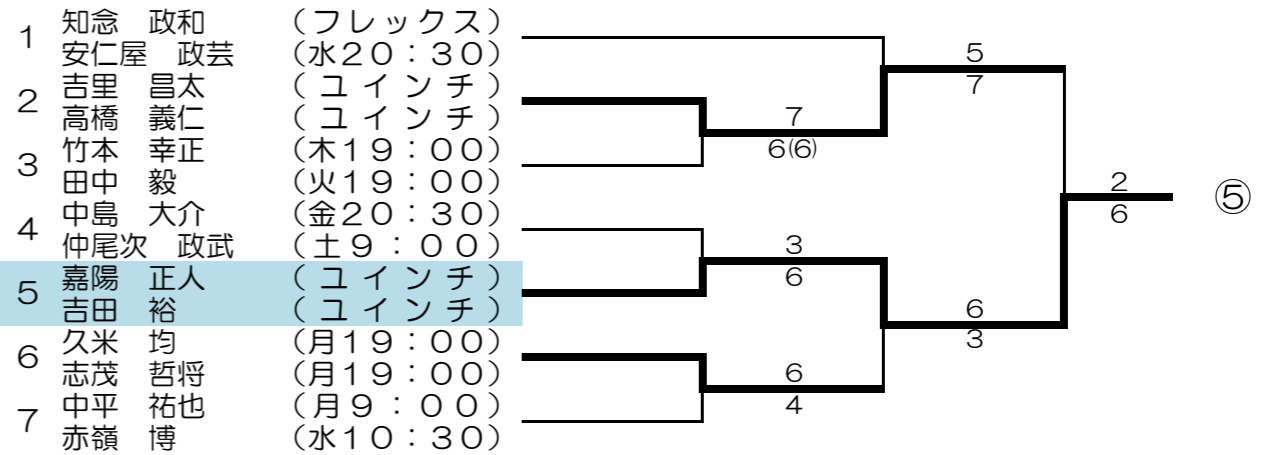 1 知念　政和 （フレックス）
安仁屋　政芸 （水２０：３０）
2 吉里　昌太 （ユインチ）
高橋　義仁 （ユインチ）
3 竹本　幸正 （木１９：００）
田中　毅 （火１９：００）
4 中島　大介 （金２０：３０）
仲尾次　政武 （土９：００）
5 嘉陽　正人 （ユインチ）
吉田　裕 （ユインチ）
6 久米　均 （月１９：００）
志茂　哲将 （月１９：００）
7 中平　祐也 （月９：００）
赤嶺　博 （水１０：３０）
7
6⑹
3
6
6
4
5
7
6
3
2
6
⑤